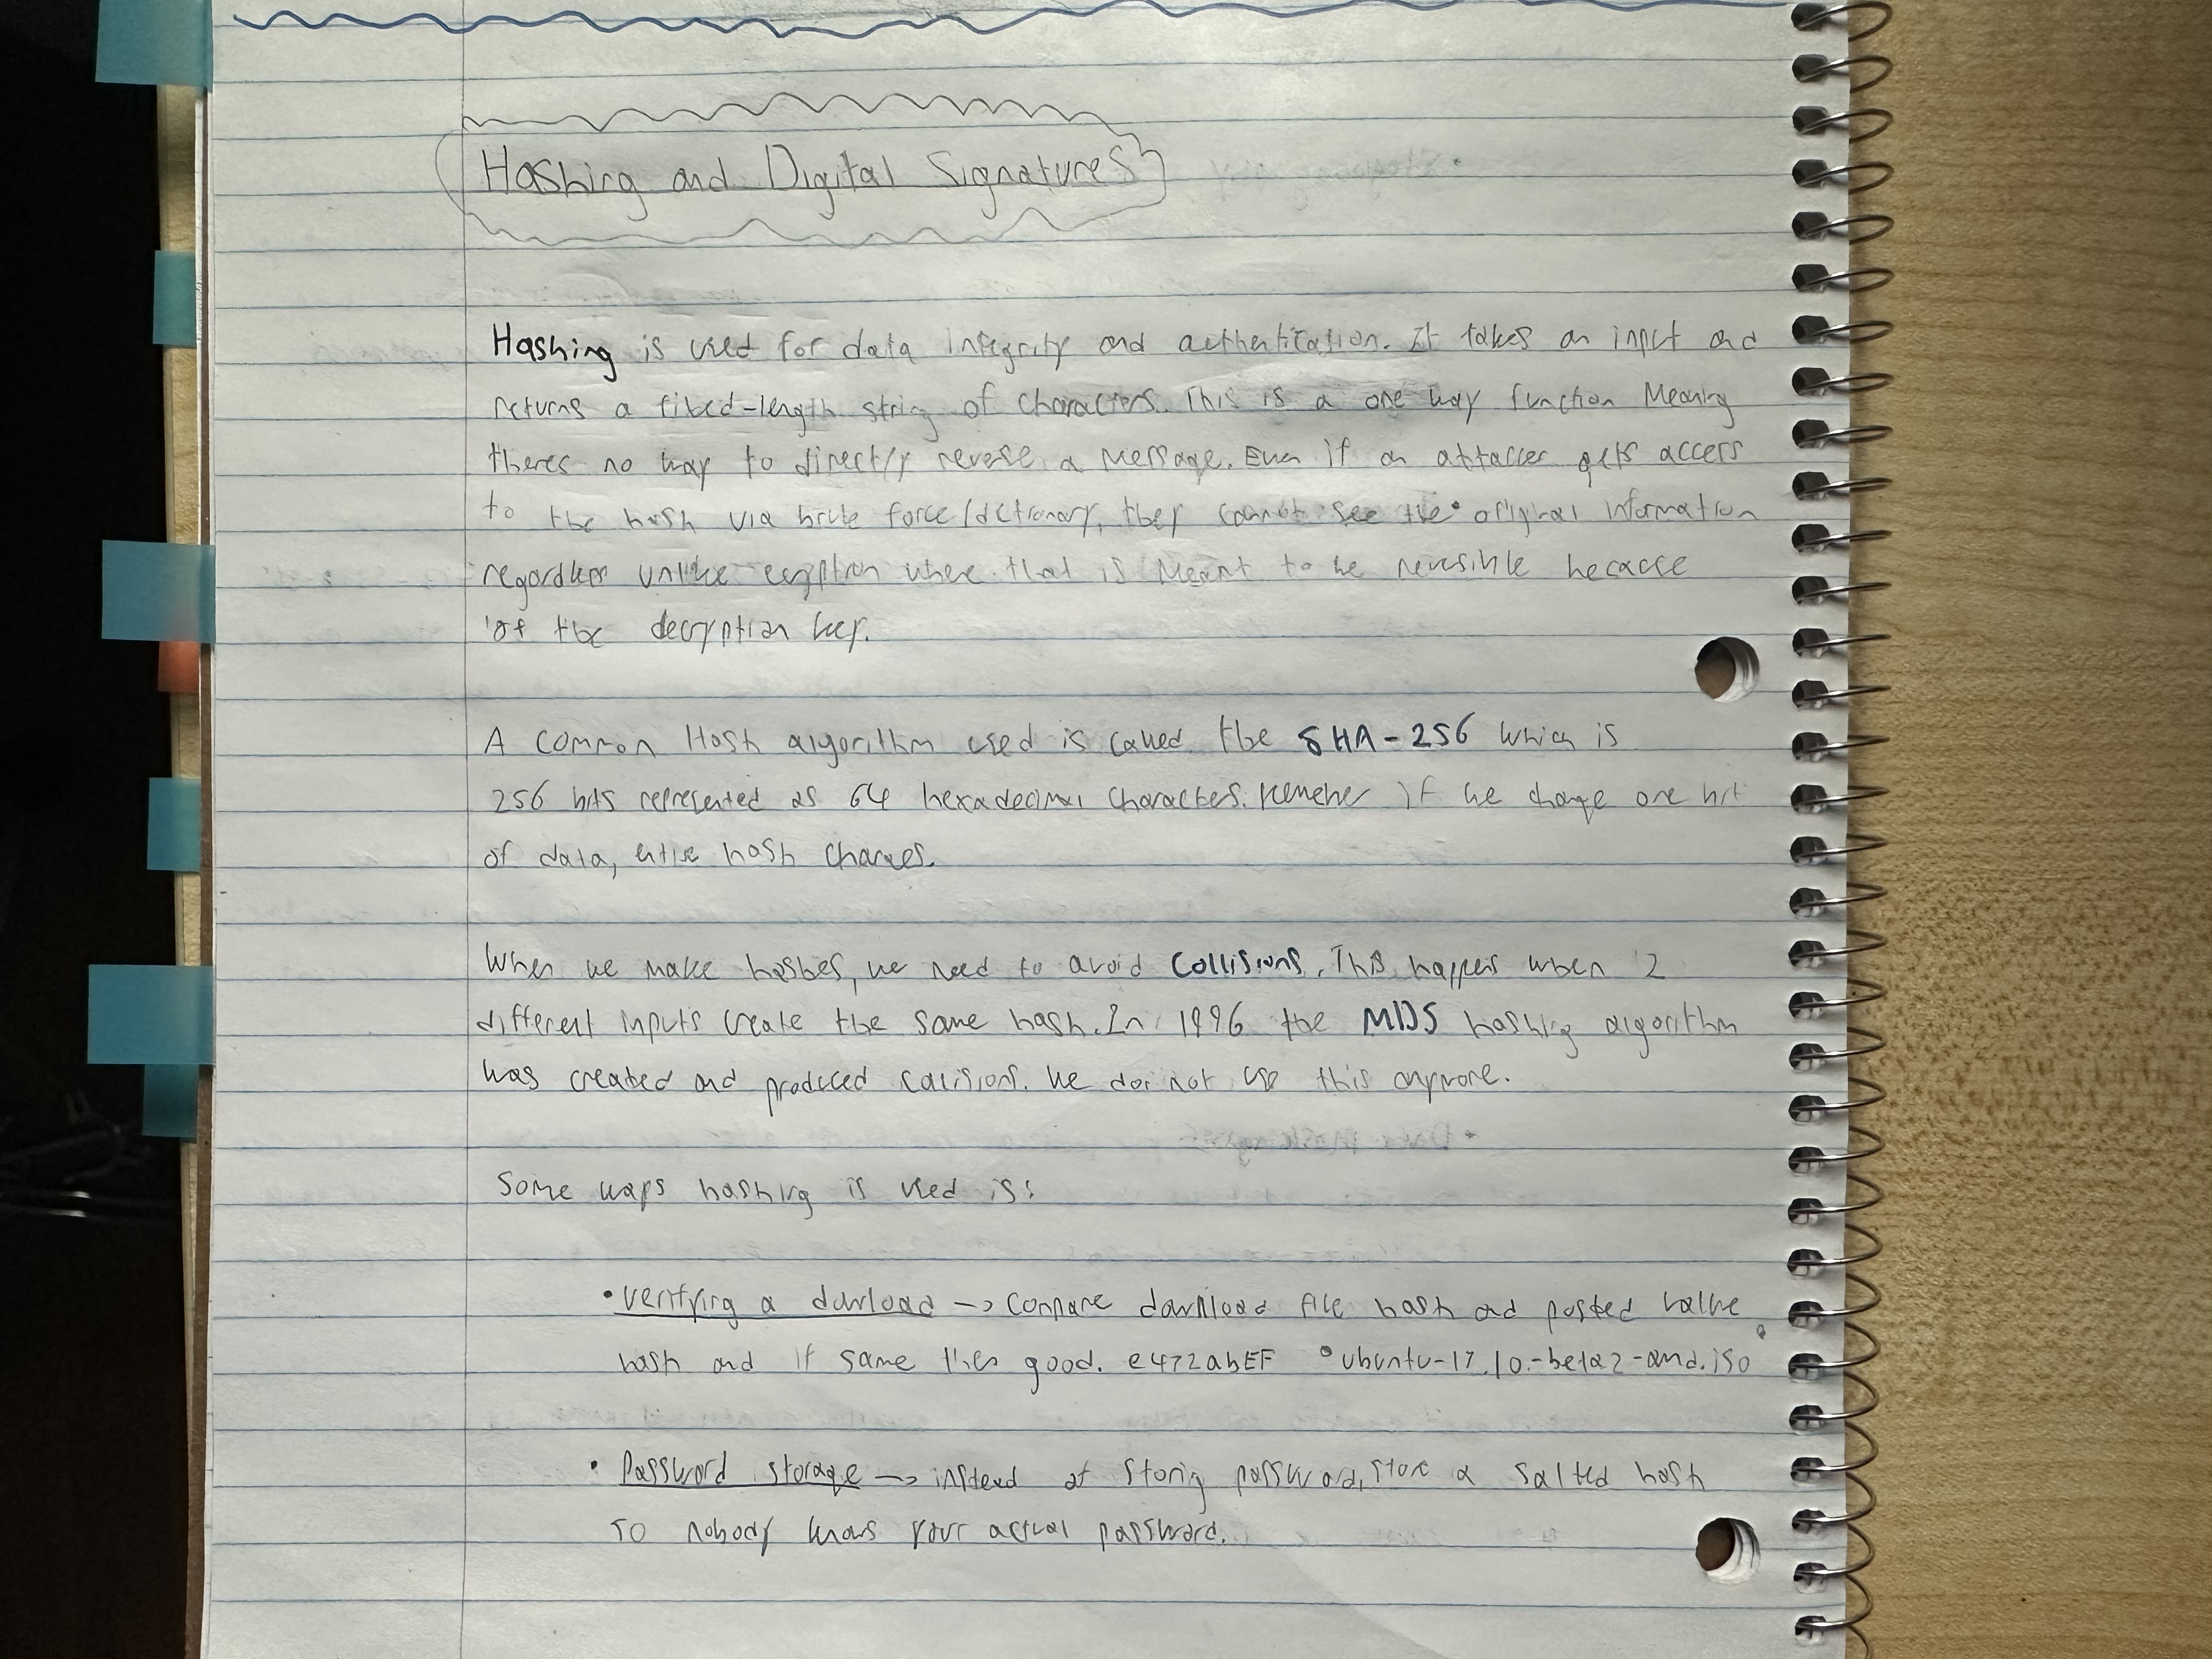 Hashing and Digital Signatures
Hashing is used for data integrity and authentication. It takes an input and
returns a fixed-length string of characters. This is a one way function Meaning
theres no way to directly reverse a message. Even if an attacker gets access
to the hash via brute force/dictionary, they cannot see the original information
regardless unlike ecryption where that is meant to be reversible because
of the decryption key.
A common Hash algorithm used is called the SHA-256 which is
256 bits represented as 64 hexadecimal characters. Remeber if we change one bit
of data, entire hash changes.
When we make hashes, we need to avoid collisions. This happens when 2
different inputs create the same hash. In 1996 the MD5 hashing algorithm
was created and produced collisions. We do not use this anymore.
Some ways hashing is used is:
• Verifying a download -> Compare download file hash and posted value
hash and if same then good. e472abEF • ubuntu-17.10.-beta2-amd.iso
• Password storage -> instead of storing password, store a salted hash
so nobody knows your actual password.